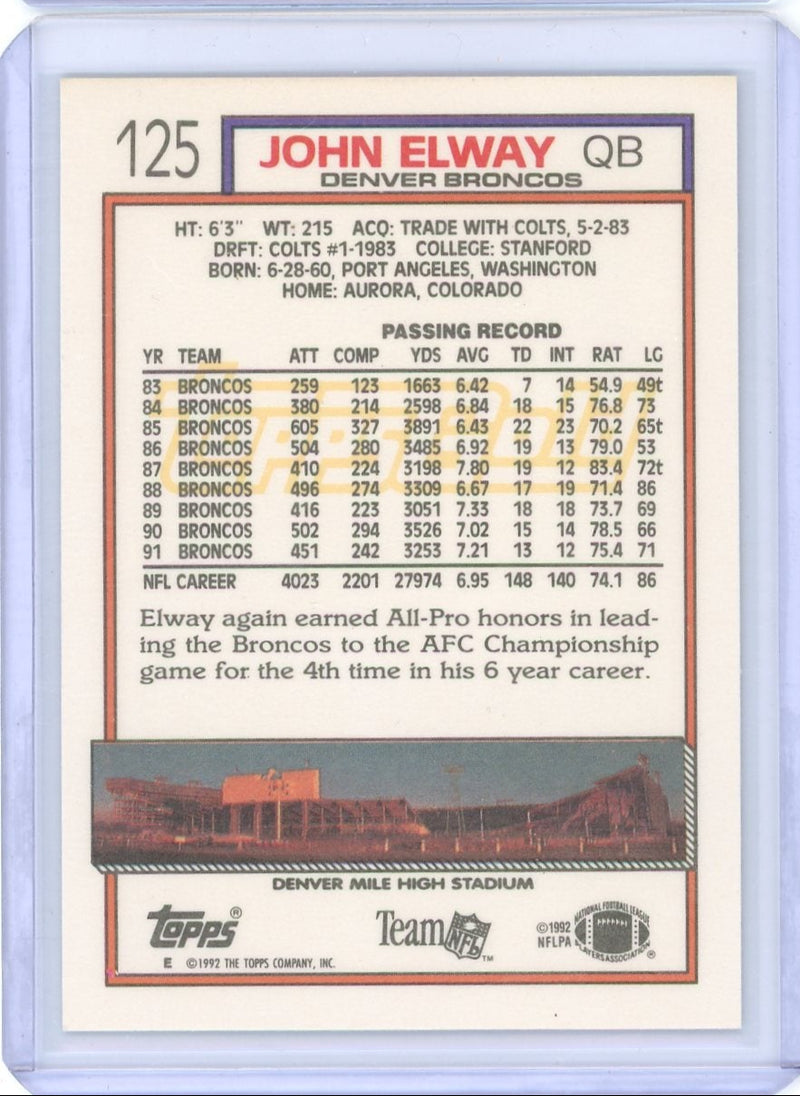 125 JOHN ELWAY QB
DENVER BRONCOS
HT: 6'3" WT: 215 ACQ: TRADE WITH COLTS, 5-2-83
DRFT: COLTS #1-1983 COLLEGE: STANFORD
BORN: 6-28-60, PORT ANGELES, WASHINGTON
HOME: AURORA, COLORADO
PASSING RECORD
YR TEAM ATT COMP YDS AVG TD INT RAT LG
83 BRONCOS 259 123 1663 6.42 7 14 54.9 49t
84 BRONCOS 380 214 2598 6.84 18 15 76.8 73
85 BRONCOS 605 327 3891 6.43 22 23 70.2 65t
86 BRONCOS 504 280 3485 6.92 19 13 79.0 53
87 BRONCOS 410 224 3198 7.80 19 12 83.4 72t
88 BRONCOS 496 274 3309 6.67 17 19 71.4 86
89 BRONCOS 416 223 3051 7.33 18 18 73.7 69
90 BRONCOS 502 294 3526 7.02 15 14 78.5 66
91 BRONCOS 451 242 3253 7.21 13 12 75.4 71
NFL CAREER 4023 2201 27974 6.95 148 140 74.1 86
Elway again earned All-Pro honors in lead-
ing the Broncos to the AFC Championship
game for the 4th time in his 6 year career.
DENVER MILE HIGH STADIUM
TOPPS®
E ©1992 THE TOPPS COMPANY, INC.
Team NFL™
©1992
NFLPA
NATIONAL FOOTBALL LEAGUE
PLAYERS ASSOCIATION®